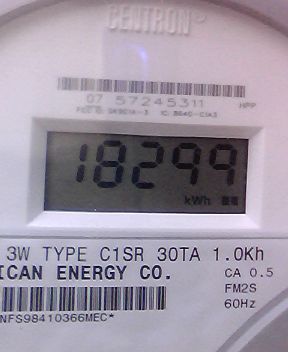 CENTRON
07 57245311 HPP
18299
kWh
3W TYPE C1SR 30TA 1.0Kh
ICAN ENERGY CO. CA 0.5
FM2S
60Hz
NFS98410366MEC*